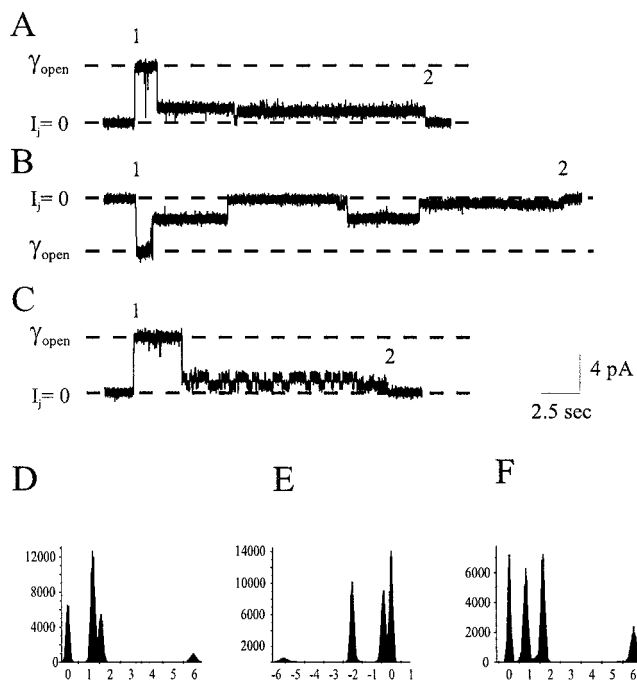 A
1
γopen
2
Ij= 0
B
1
2
Ij= 0
γopen
C
1
γopen
2
Ij= 0
4 pA
2.5 sec
D
E
F
12000
8000
4000
0
0 1 2 3 4 5 6
14000
10000
6000
2000
-6 -5 -4 -3 -2 -1 0 1
6000
4000
2000
0
0 1 2 3 4 5 6